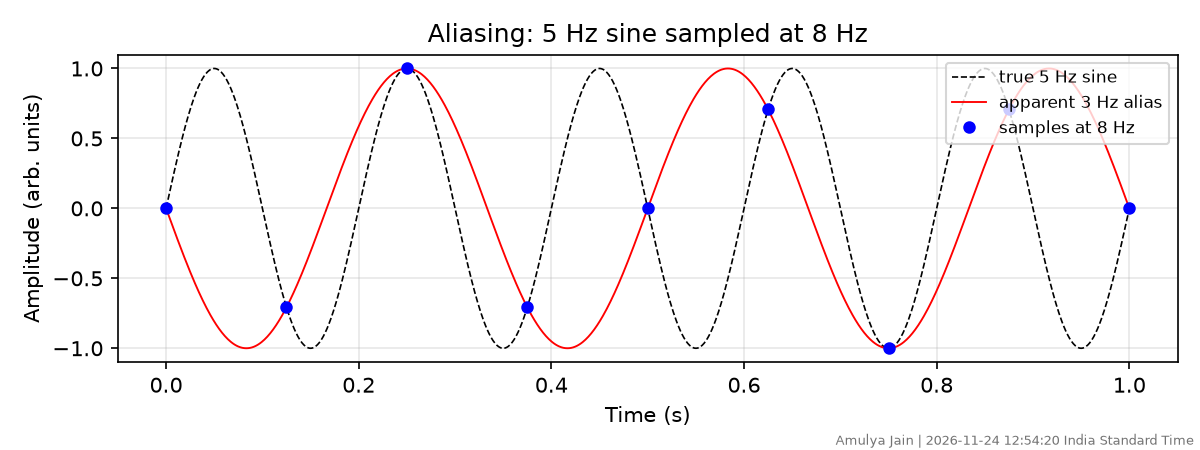 Aliasing: 5 Hz sine sampled at 8 Hz
Amplitude (arb. units)
1.0
0.5
0.0
−0.5
−1.0
true 5 Hz sine
apparent 3 Hz alias
samples at 8 Hz
0.0 0.2 0.4 0.6 0.8 1.0
Time (s)
Amulya Jain | 2026-11-24 12:54:20 India Standard Time